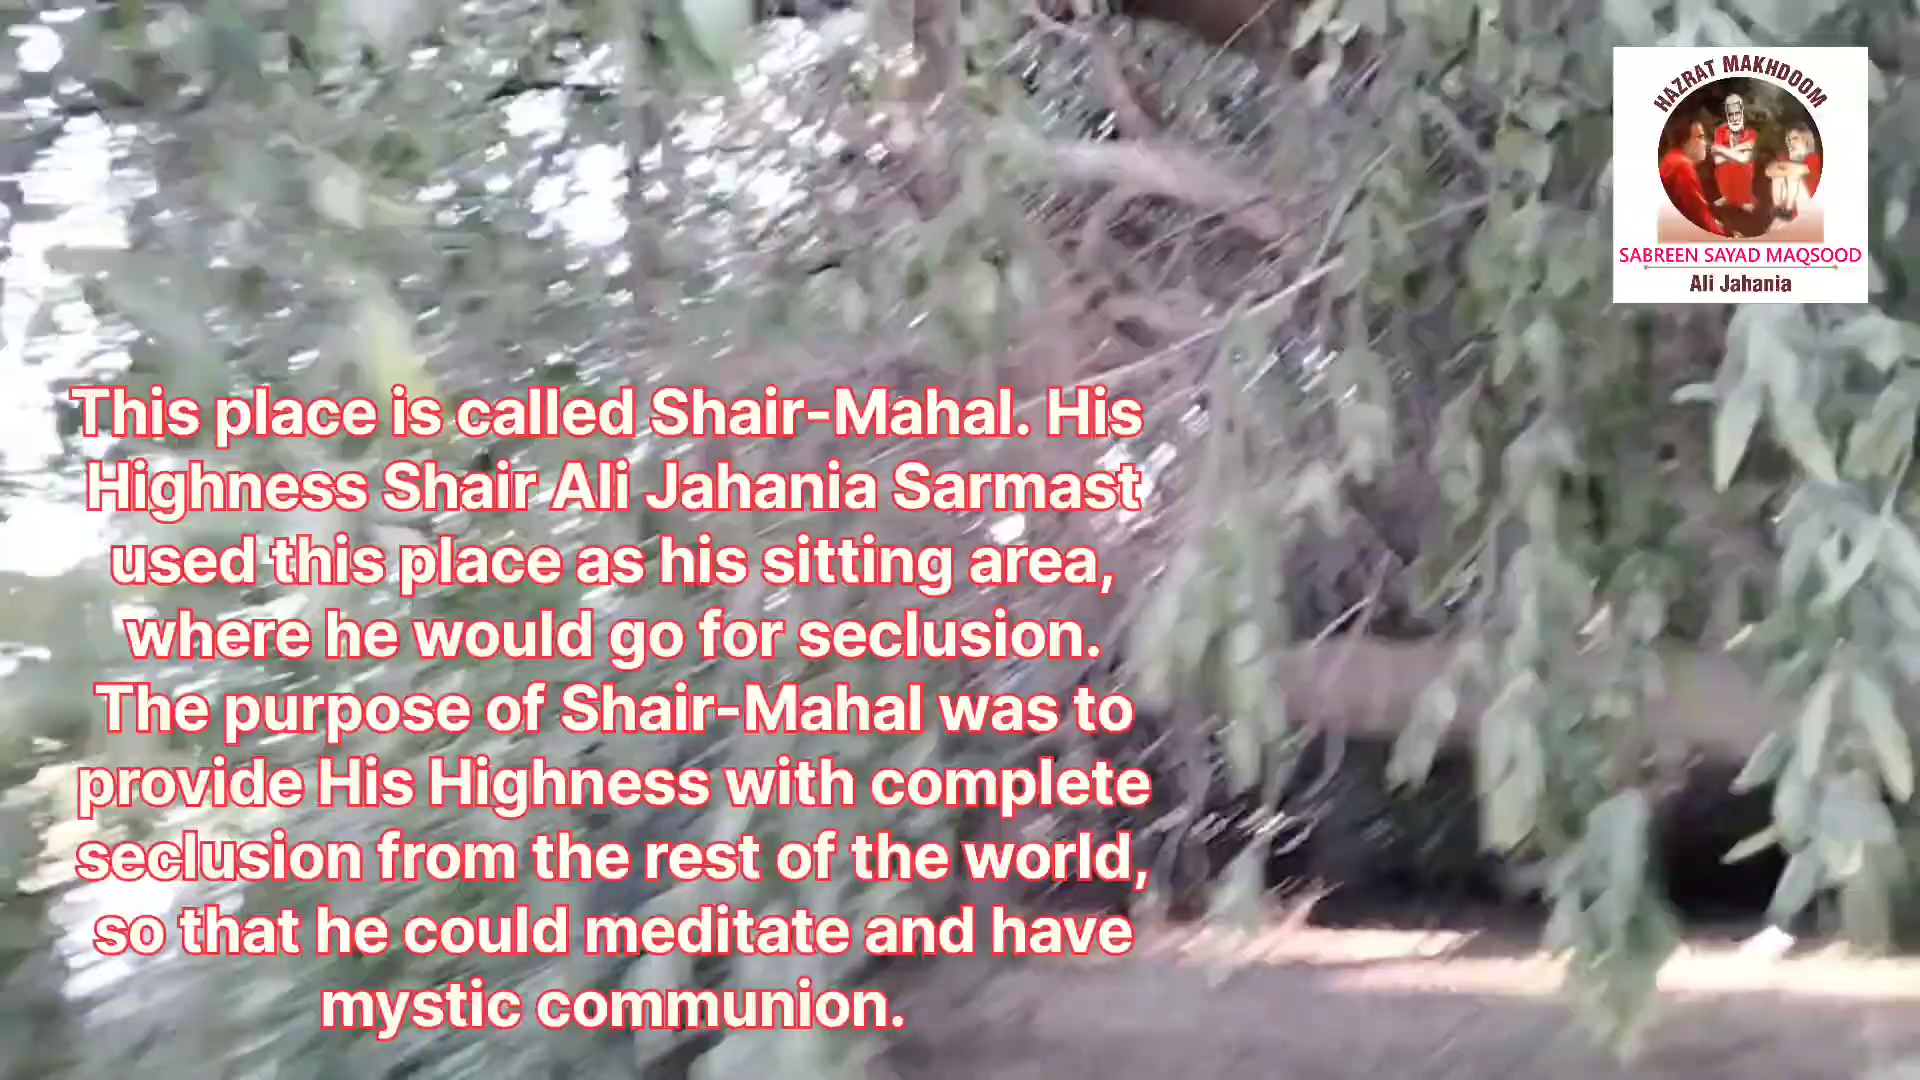 HAZRAT MAKHDOOM
SABREEN SAYAD MAQSOOD
Ali Jahania
This place is called Shair-Mahal. His
Highness Shair Ali Jahania Sarmast
used this place as his sitting area,
where he would go for seclusion.
The purpose of Shair-Mahal was to
provide His Highness with complete
seclusion from the rest of the world,
so that he could meditate and have
mystic communion.